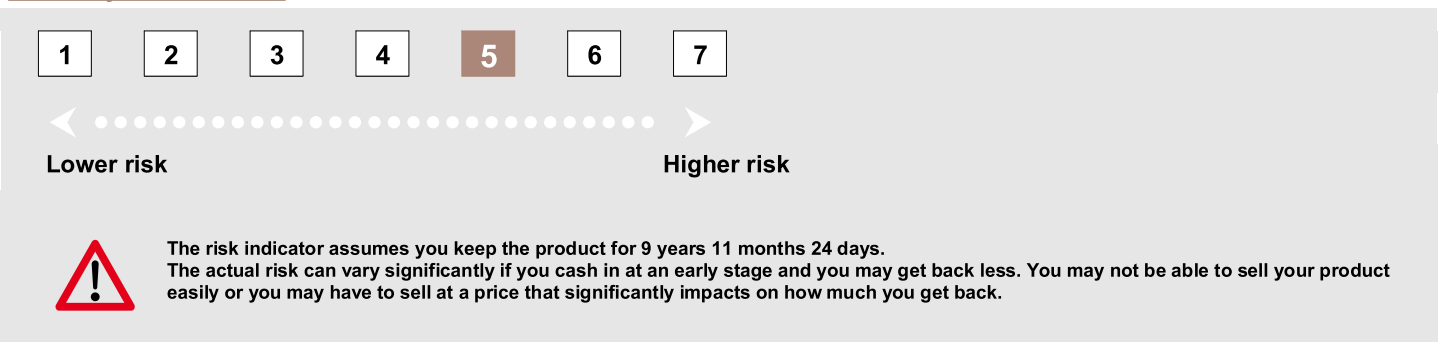 1 2 3 4 5 6 7
Lower risk Higher risk
The risk indicator assumes you keep the product for 9 years 11 months 24 days.
The actual risk can vary significantly if you cash in at an early stage and you may get back less. You may not be able to sell your product
easily or you may have to sell at a price that significantly impacts on how much you get back.